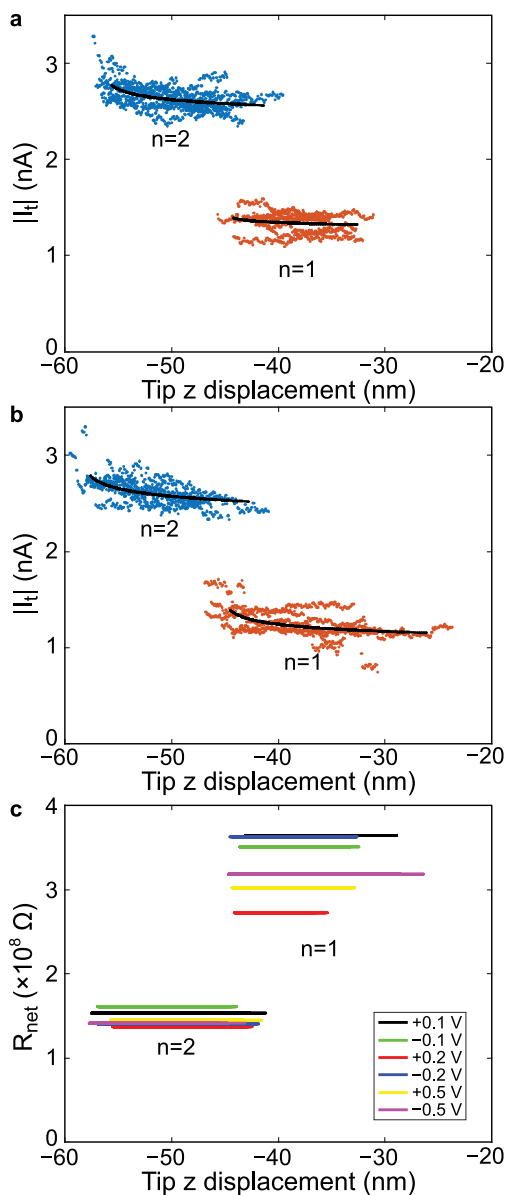 a
3
2
1
0
|Iₜ| (nA)
n=2
n=1
−60 −50 −40 −30 −20
Tip z displacement (nm)
b
3
2
1
0
|Iₜ| (nA)
n=2
n=1
−60 −50 −40 −30 −20
Tip z displacement (nm)
c
4
3
2
1
0
R_net (×10⁸ Ω)
n=1
n=2
+0.1 V
−0.1 V
+0.2 V
−0.2 V
+0.5 V
−0.5 V
−60 −50 −40 −30 −20
Tip z displacement (nm)